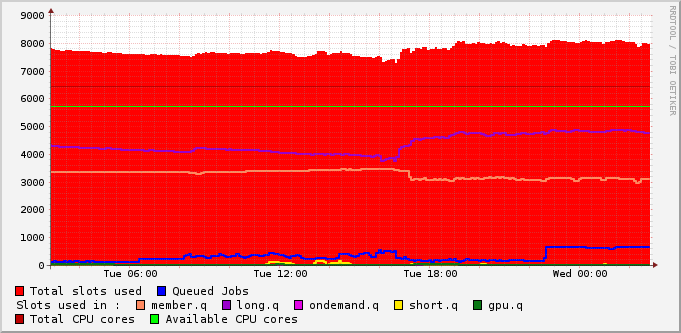 9000
8000
7000
6000
5000
4000
3000
2000
1000
0
Tue 06:00 Tue 12:00 Tue 18:00 Wed 00:00
RRDTOOL / TOBI OETIKER
Total slots used Queued Jobs
Slots used in : member.q long.q ondemand.q short.q gpu.q
Total CPU cores Available CPU cores